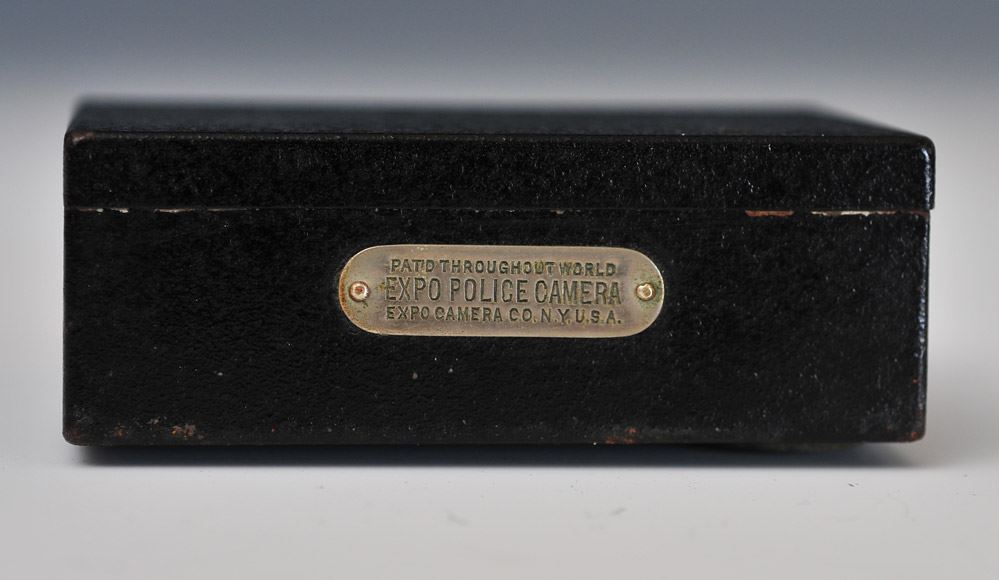 PAT'D THROUGHOUT WORLD
EXPO POLICE CAMERA
EXPO CAMERA CO. N.Y. U.S.A.